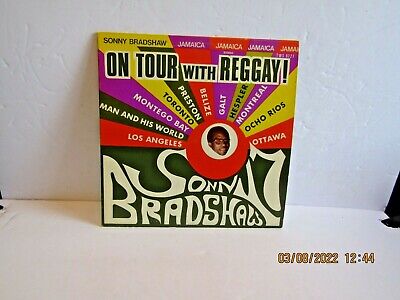 SONNY BRADSHAW
JAMAICA JAMAICA JAMAICA JAMAI
ON TOUR WITH REGGAY!
PRESTON
TORONTO
MONTEGO BAY
MAN AND HIS WORLD
LOS ANGELES
BELIZE
GALT
HESPLER
MONTREAL
OCHO RIOS
OTTAWA
SONNY
BRADSHAW
7
03/08/2022 12:44